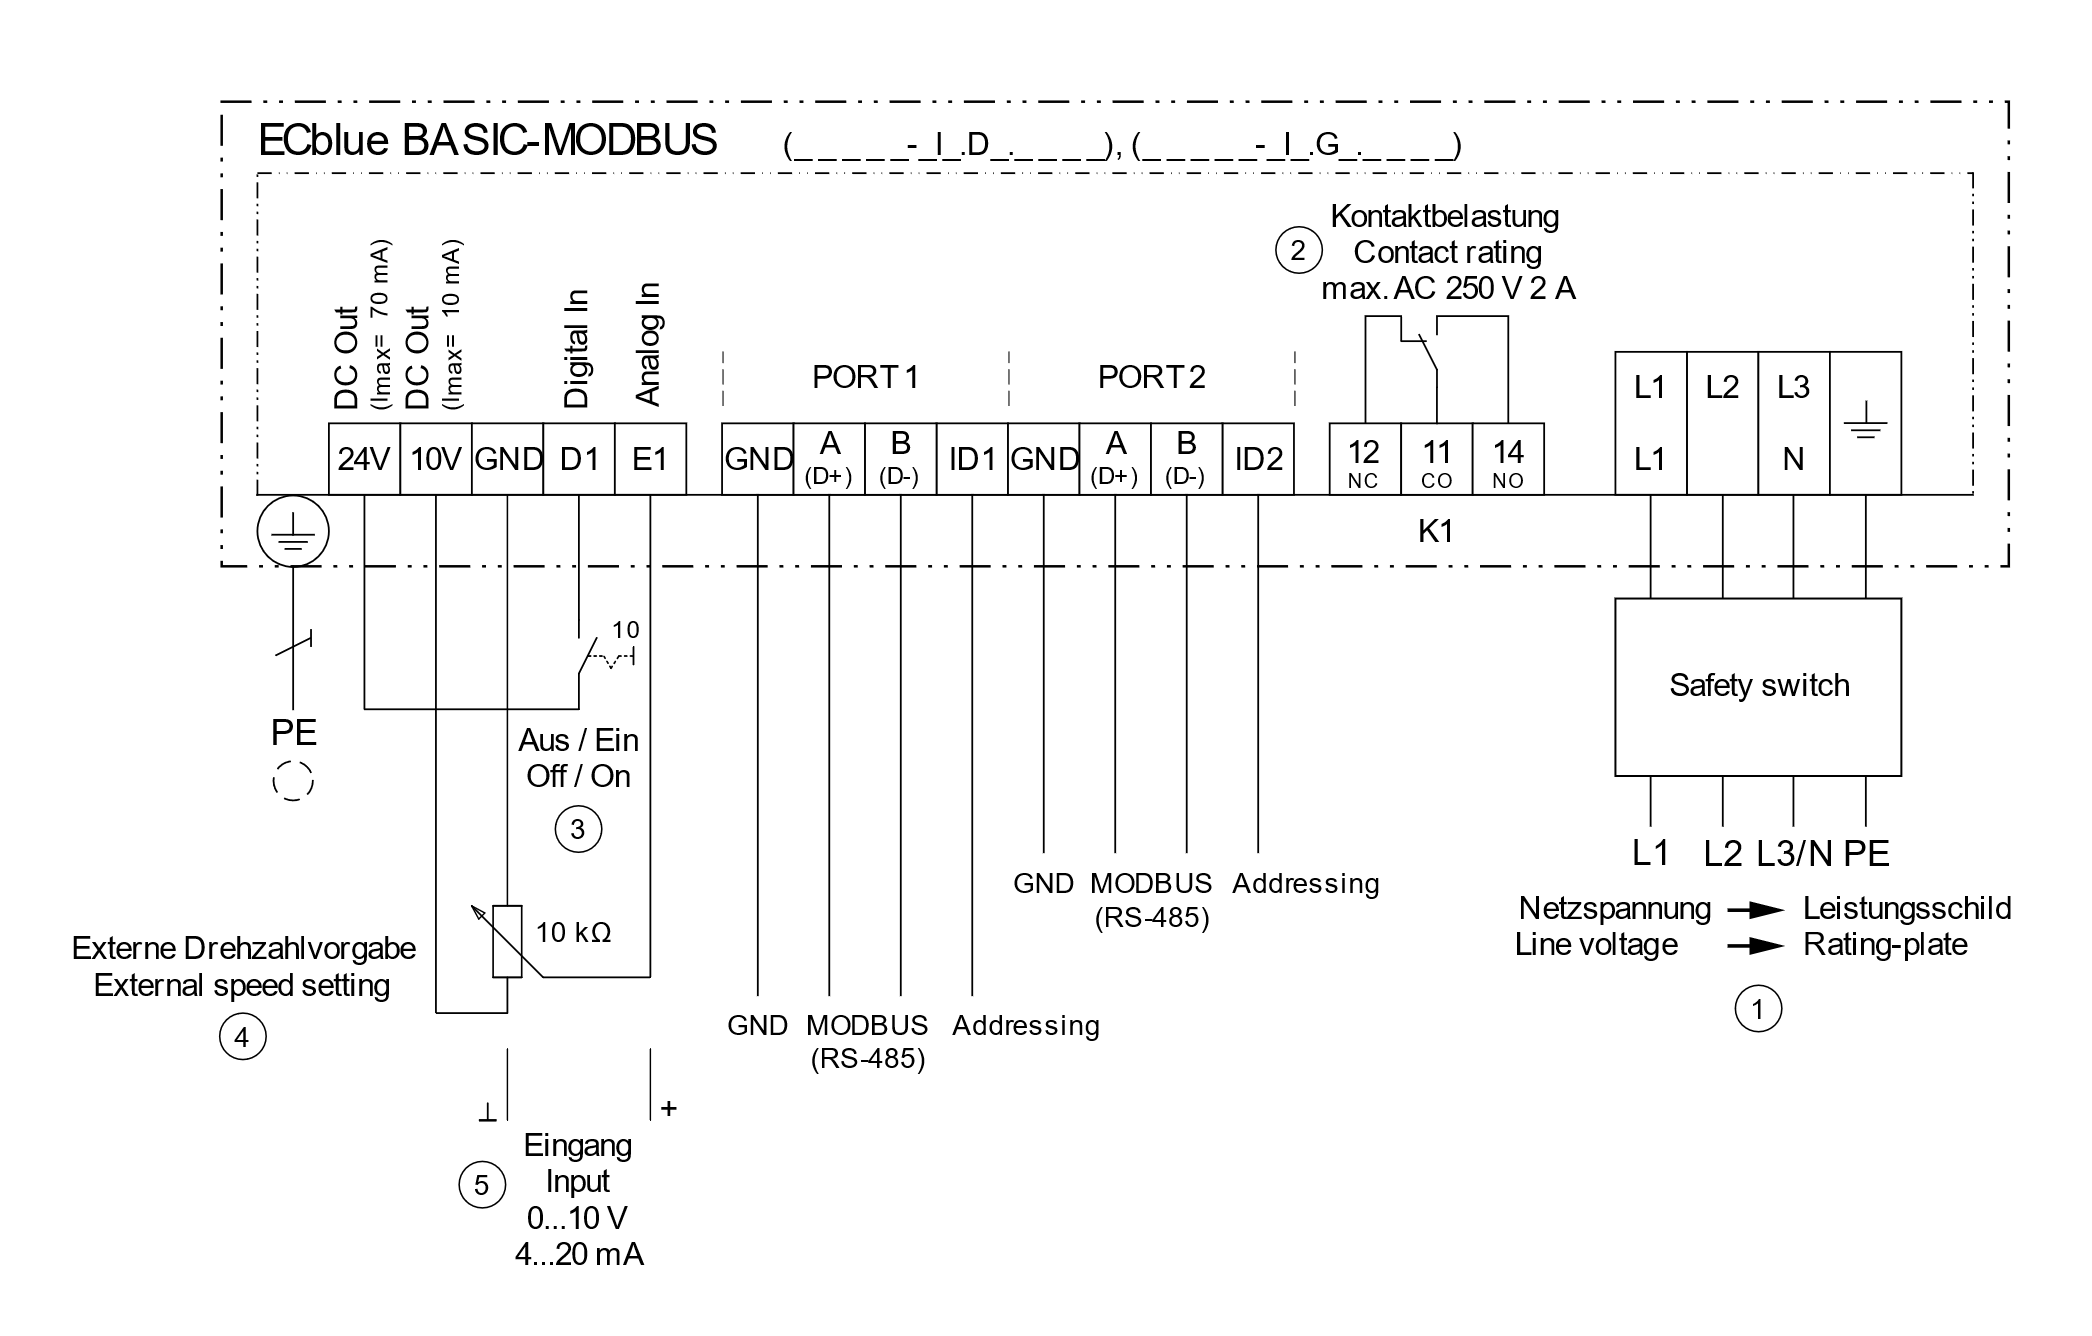 ECblue BASIC-MODBUS (_ _ _ _ _-_I_.D_._ _ _ _), (_ _ _ _ _-_I_.G_._ _ _ _)
2
Kontaktbelastung
Contact rating
max. AC 250 V 2 A
DC Out
(Imax= 70 mA)
DC Out
(Imax= 10 mA)
Digital In
Analog In
PORT 1
PORT 2
24V 10V GND D1 E1
GND A (D+) B (D-) ID1 GND A (D+) B (D-) ID2
12 NC 11 CO 14 NO
K1
L1 L2 L3
L1 N
PE
10
Aus / Ein
Off / On
3
Safety switch
L1 L2 L3/N PE
Netzspannung Leistungsschild
Line voltage Rating-plate
1
GND MODBUS Addressing
(RS-485)
10 kΩ
Externe Drehzahlvorgabe
External speed setting
4
GND MODBUS Addressing
(RS-485)
⊥ +
5
Eingang
Input
0...10 V
4...20 mA